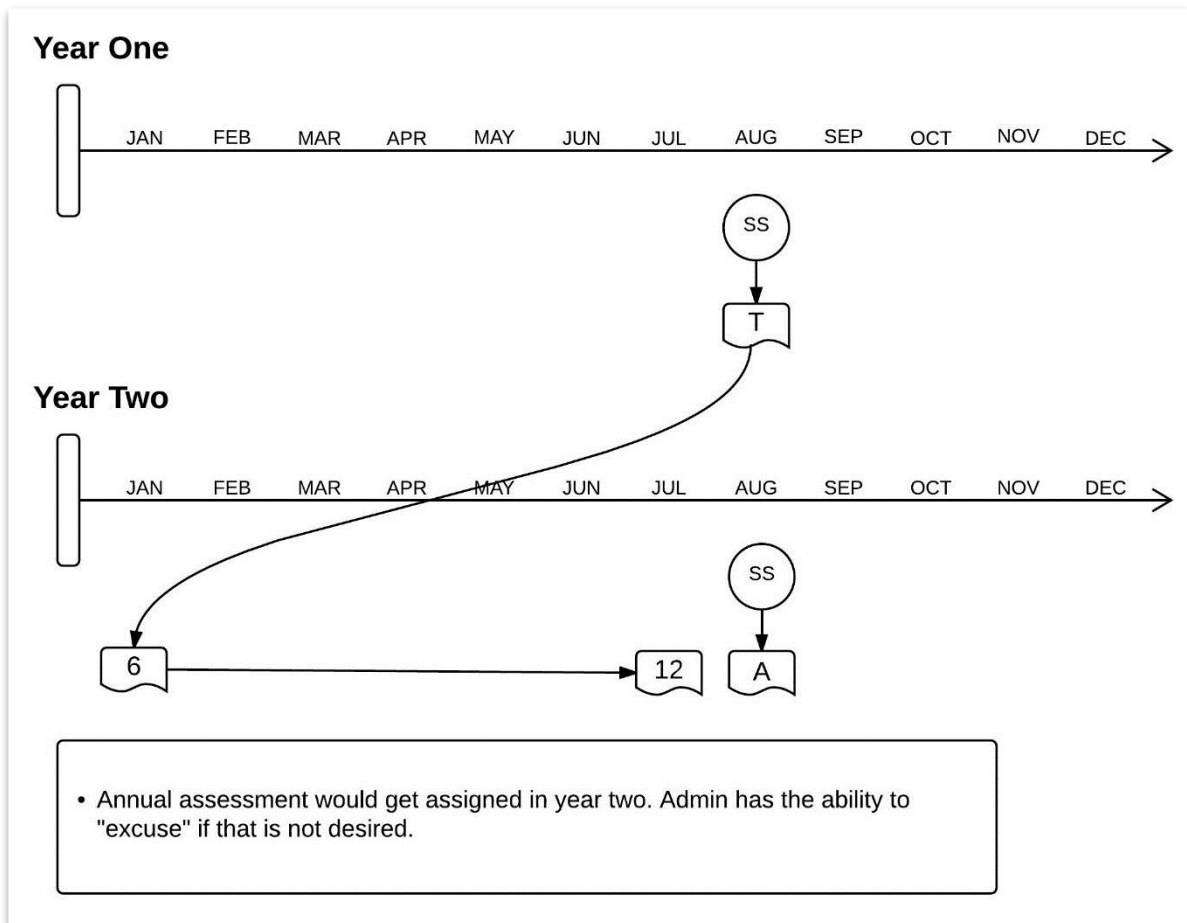 Year One
JAN FEB MAR APR MAY JUN JUL AUG SEP OCT NOV DEC
SS
T
Year Two
JAN FEB MAR APR MAY JUN JUL AUG SEP OCT NOV DEC
SS
6 12 A
• Annual assessment would get assigned in year two. Admin has the ability to
"excuse" if that is not desired.